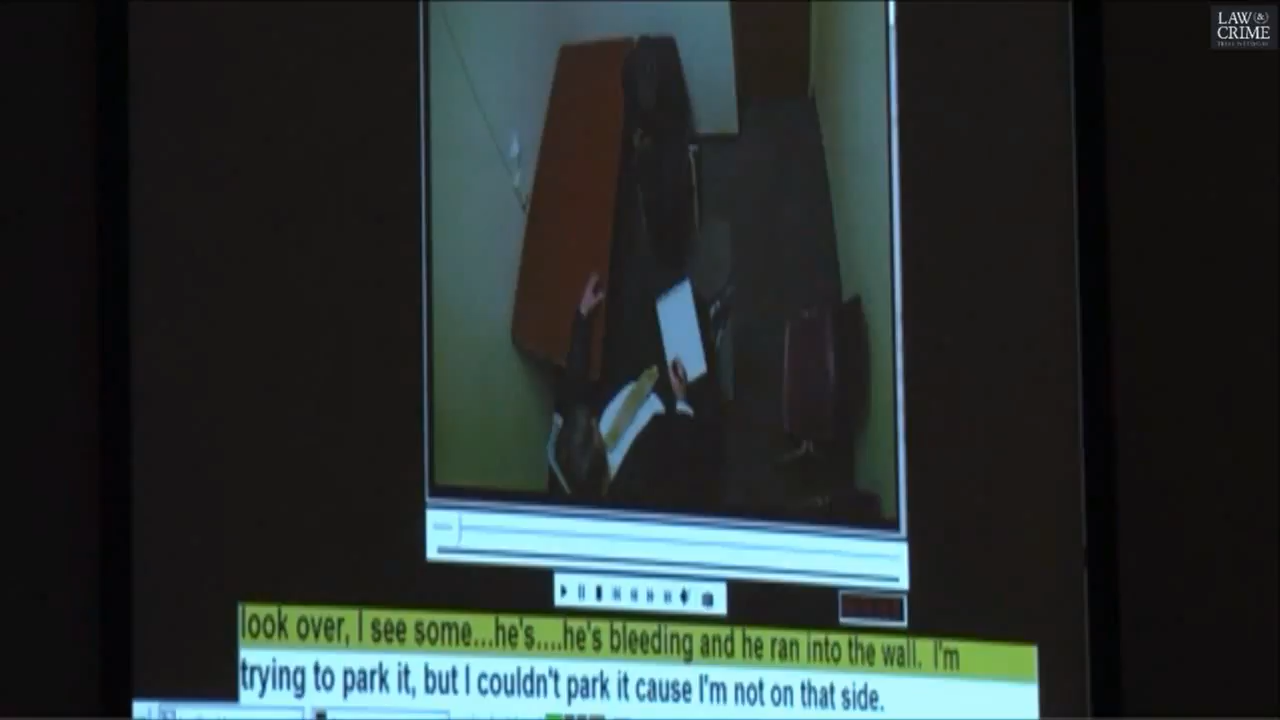 LAW & CRIME
look over, I see some...he's....he's bleeding and he ran into the wall.  I'm
trying to park it, but I couldn't park it cause I'm not on that side.